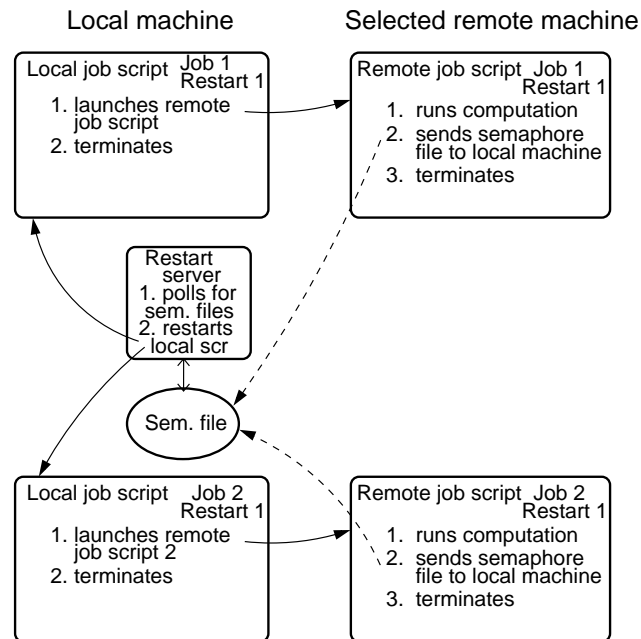 Local machine
Selected remote machine
Local job script Job 1
Restart 1
1. launches remote
job script
2. terminates
Remote job script Job 1
Restart 1
1. runs computation
2. sends semaphore
file to local machine
3. terminates
Restart
server
1. polls for
sem. files
2. restarts
local scr
Sem. file
Local job script Job 2
Restart 1
1. launches remote
job script 2
2. terminates
Remote job script Job 2
Restart 1
1. runs computation
2. sends semaphore
file to local machine
3. terminates